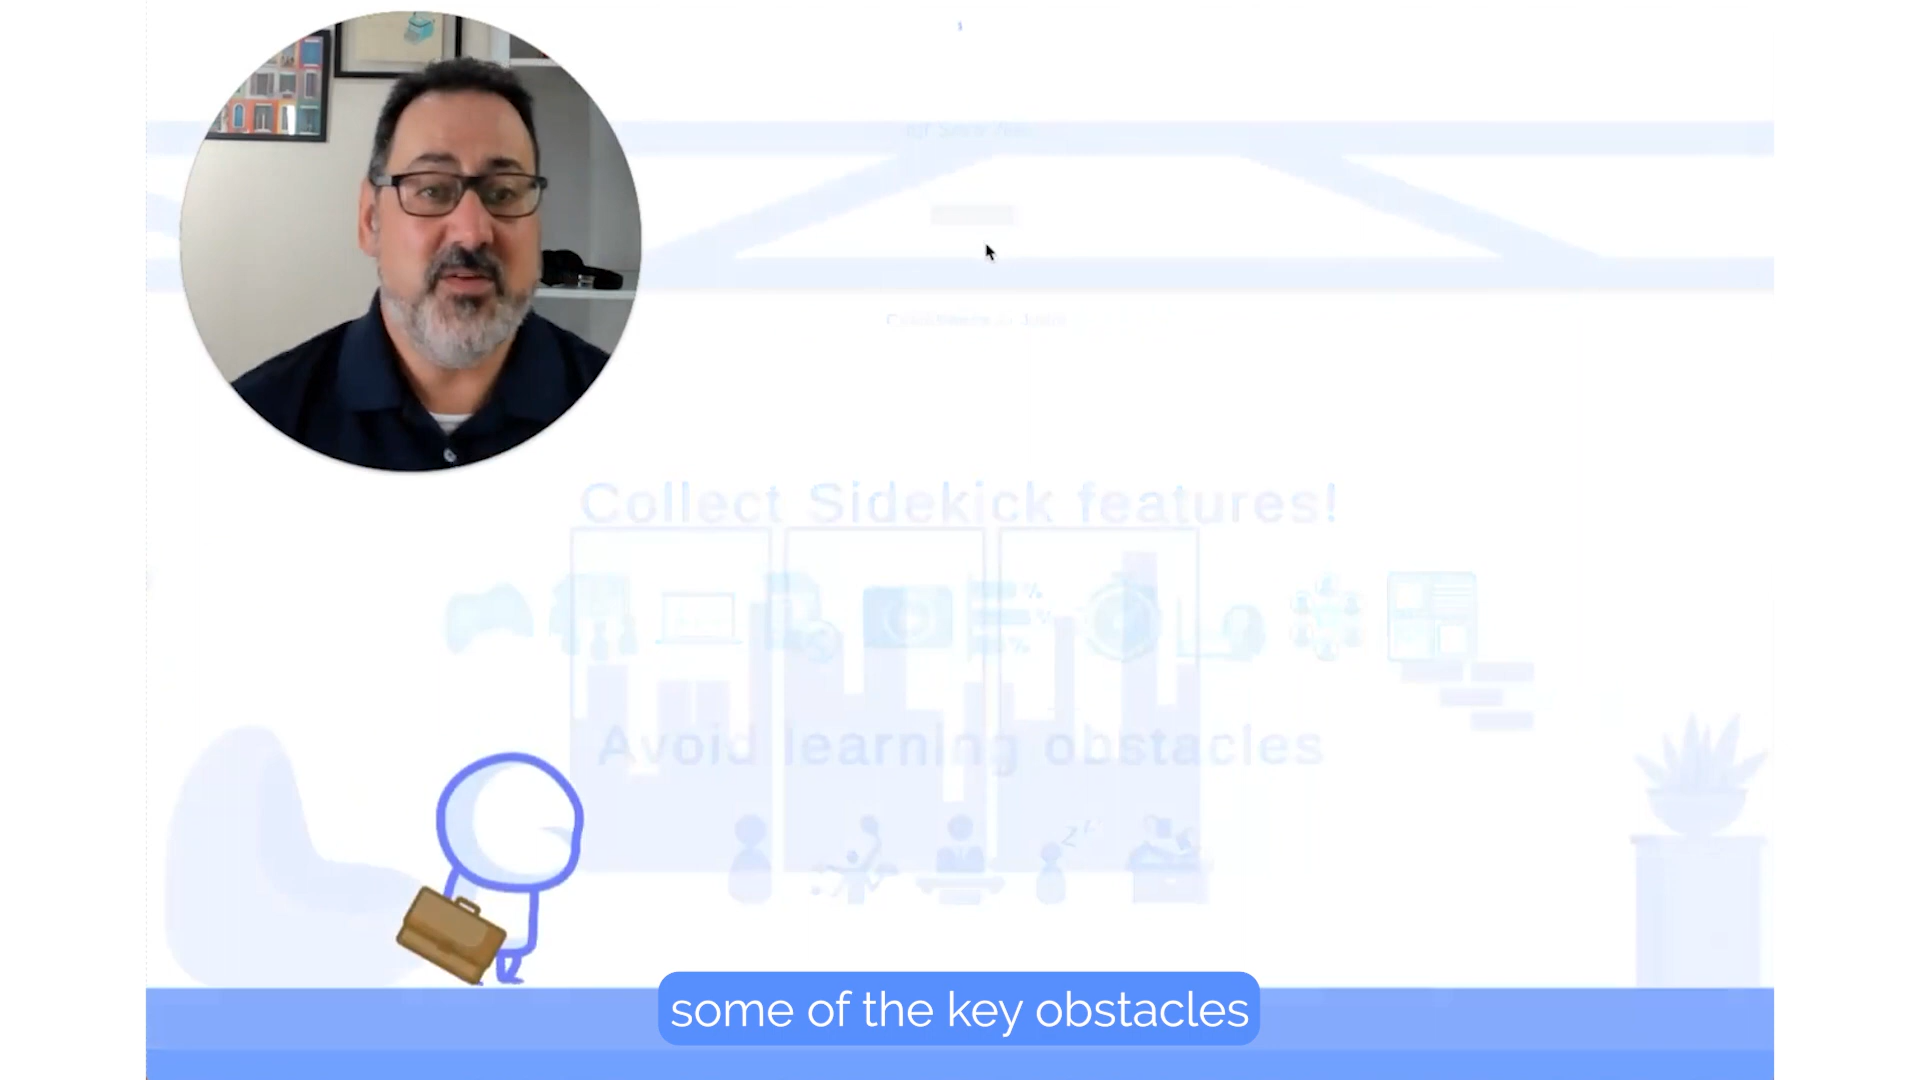 Collect Sidekick features!
Avoid learning obstacles
some of the key obstacles